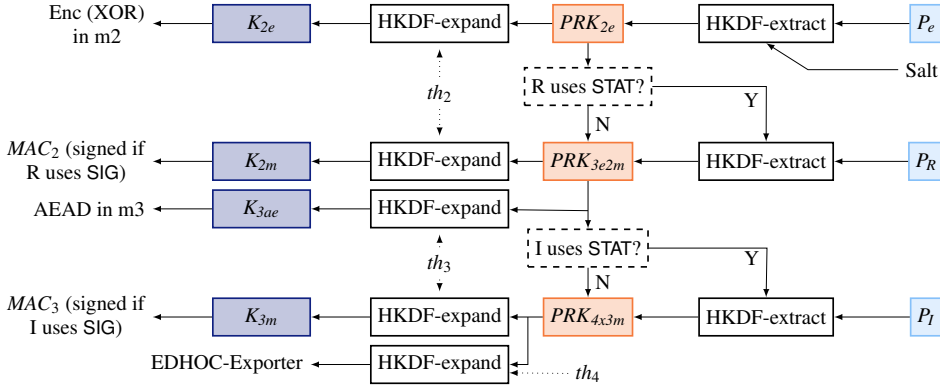 Enc (XOR)
in m2
K2e
HKDF-expand
PRK2e
HKDF-extract
Pe
Salt
th2
R uses STAT?
Y
N
MAC2 (signed if
R uses SIG)
K2m
HKDF-expand
PRK3e2m
HKDF-extract
PR
AEAD in m3
K3ae
HKDF-expand
th3
I uses STAT?
Y
N
MAC3 (signed if
I uses SIG)
K3m
HKDF-expand
PRK4x3m
HKDF-extract
PI
EDHOC-Exporter
HKDF-expand
th4